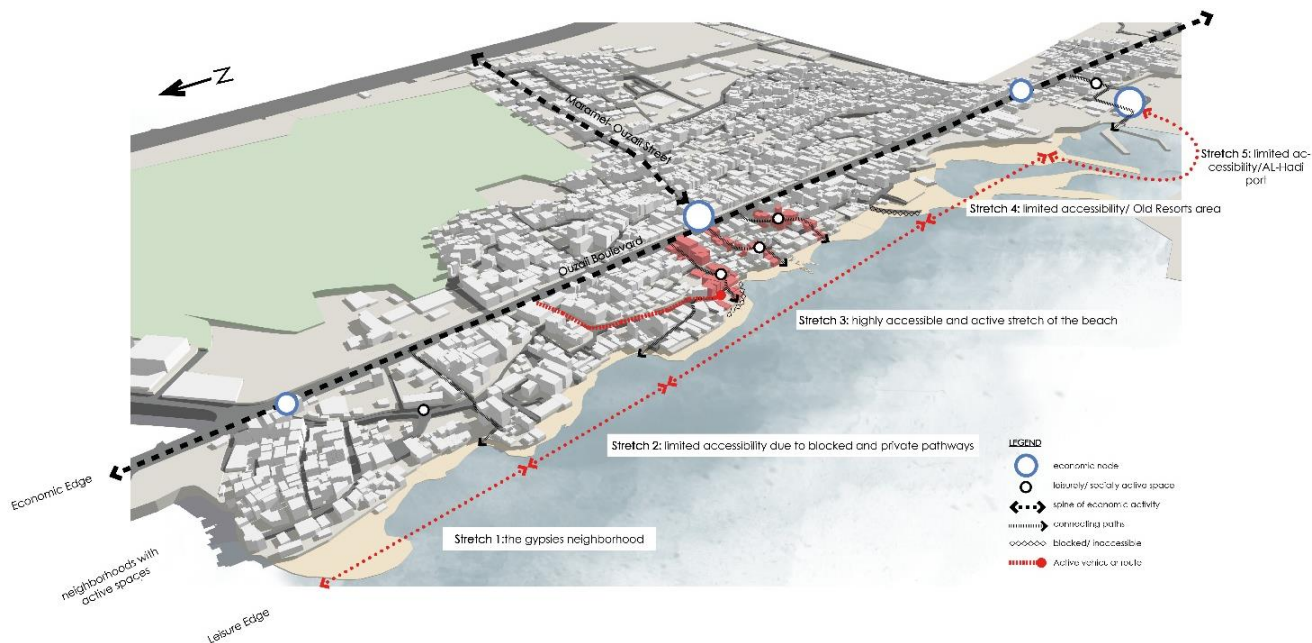 N
Maramel- Ouzaii Street
Stretch 5: limited ac-
cessibility/AL-Hadi
port
Stretch 4: limited accessibility/ Old Resorts area
Ouzaii Boulevard
Stretch 3: highly accessible and active stretch of the beach
Stretch 2: limited accessibility due to blocked and private pathways
LEGEND
economic node
leisurely/ socially active space
spine of economic activity
connecting paths
blocked/ inaccessible
Active vehicular route
Economic Edge
Stretch 1:the gypsies neighborhood
neighborhoods with
active spaces
Leisure Edge